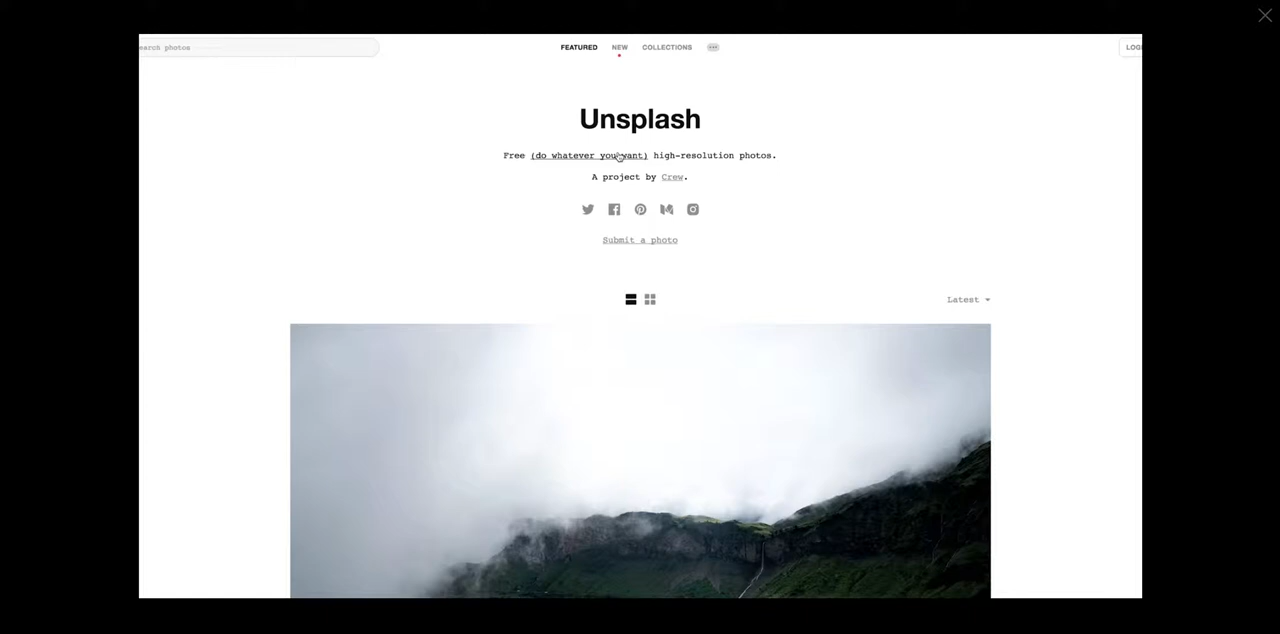 earch photos
FEATURED NEW COLLECTIONS
Unsplash
Free (do whatever you want) high-resolution photos.
A project by Crew.
Submit a photo
Latest